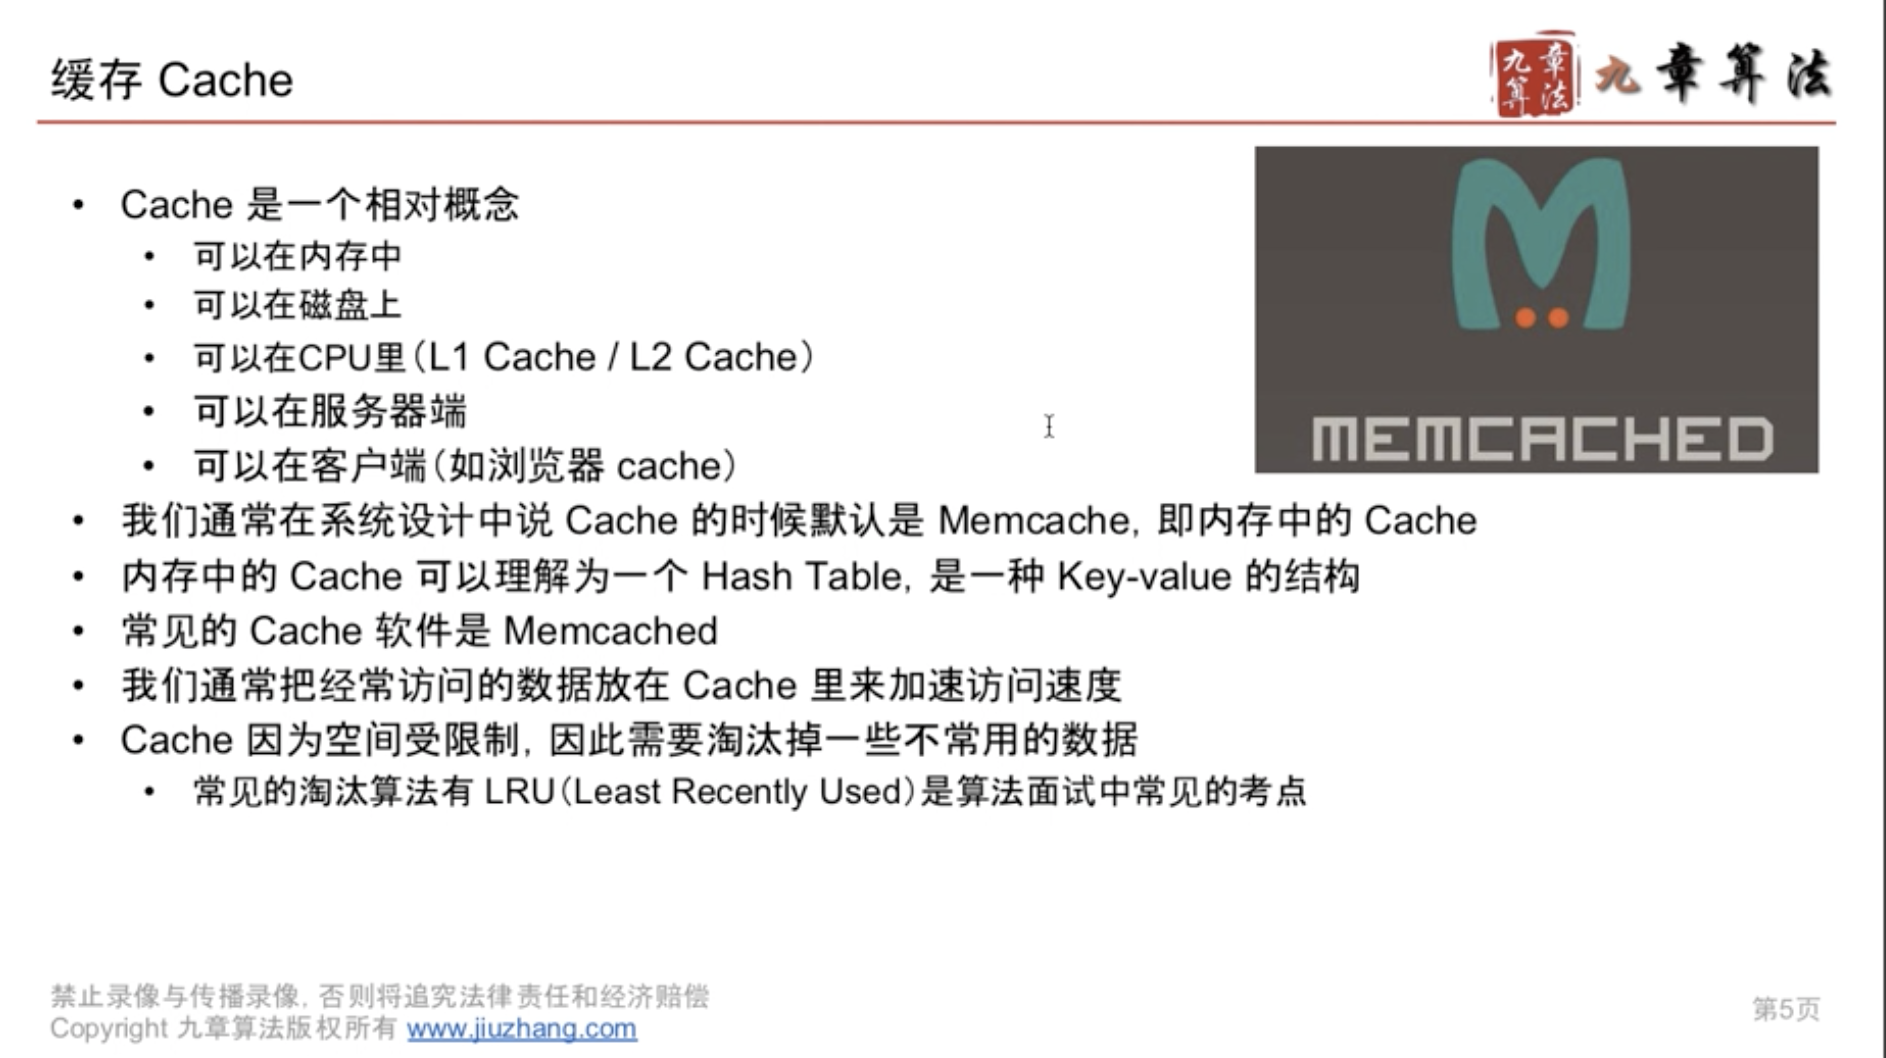 缓存 Cache
九章算法
九章算法
Cache 是一个相对概念
可以在内存中
可以在磁盘上
可以在CPU里（L1 Cache / L2 Cache）
可以在服务器端
可以在客户端（如浏览器 cache）
MEMCACHED
我们通常在系统设计中说 Cache 的时候默认是 Memcache，即内存中的 Cache
内存中的 Cache 可以理解为一个 Hash Table，是一种 Key-value 的结构
常见的 Cache 软件是 Memcached
我们通常把经常访问的数据放在 Cache 里来加速访问速度
Cache 因为空间受限制，因此需要淘汰掉一些不常用的数据
常见的淘汰算法有 LRU（Least Recently Used）是算法面试中常见的考点
禁止录像与传播录像，否则将追究法律责任和经济赔偿
Copyright 九章算法版权所有 www.jiuzhang.com
第5页